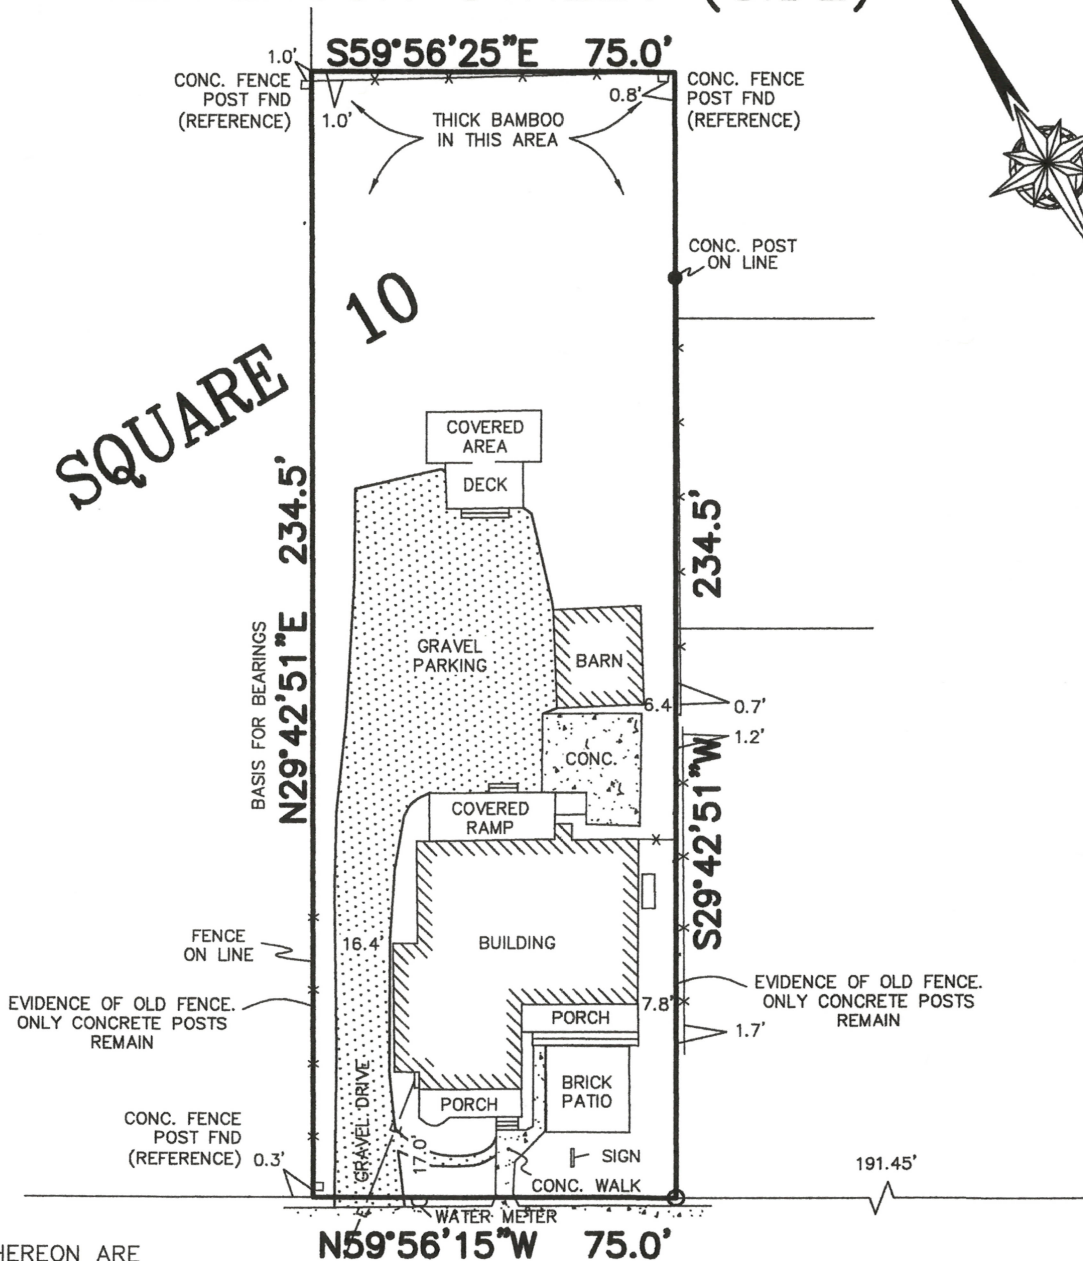 S59°56'25"E 75.0'
1.0'
CONC. FENCE
POST FND
(REFERENCE)
1.0'
THICK BAMBOO
IN THIS AREA
0.8'
CONC. FENCE
POST FND
(REFERENCE)
CONC. POST
ON LINE
SQUARE 10
COVERED
AREA
DECK
234.5'
234.5'
GRAVEL
PARKING
BARN
BASIS FOR BEARINGS
N29°42'51"E
6.4'
0.7'
1.2'
CONC.
COVERED
RAMP
S29°42'51"W
FENCE
ON LINE
16.4'
BUILDING
EVIDENCE OF OLD FENCE.
ONLY CONCRETE POSTS
REMAIN
7.8'
EVIDENCE OF OLD FENCE.
ONLY CONCRETE POSTS
REMAIN
PORCH
1.7'
BRICK
PATIO
PORCH
GRAVEL DRIVE
17.0'
CONC. FENCE
POST FND
(REFERENCE)
0.3'
SIGN
CONC. WALK
191.45'
WATER METER
N59°56'15"W 75.0'
HEREON ARE